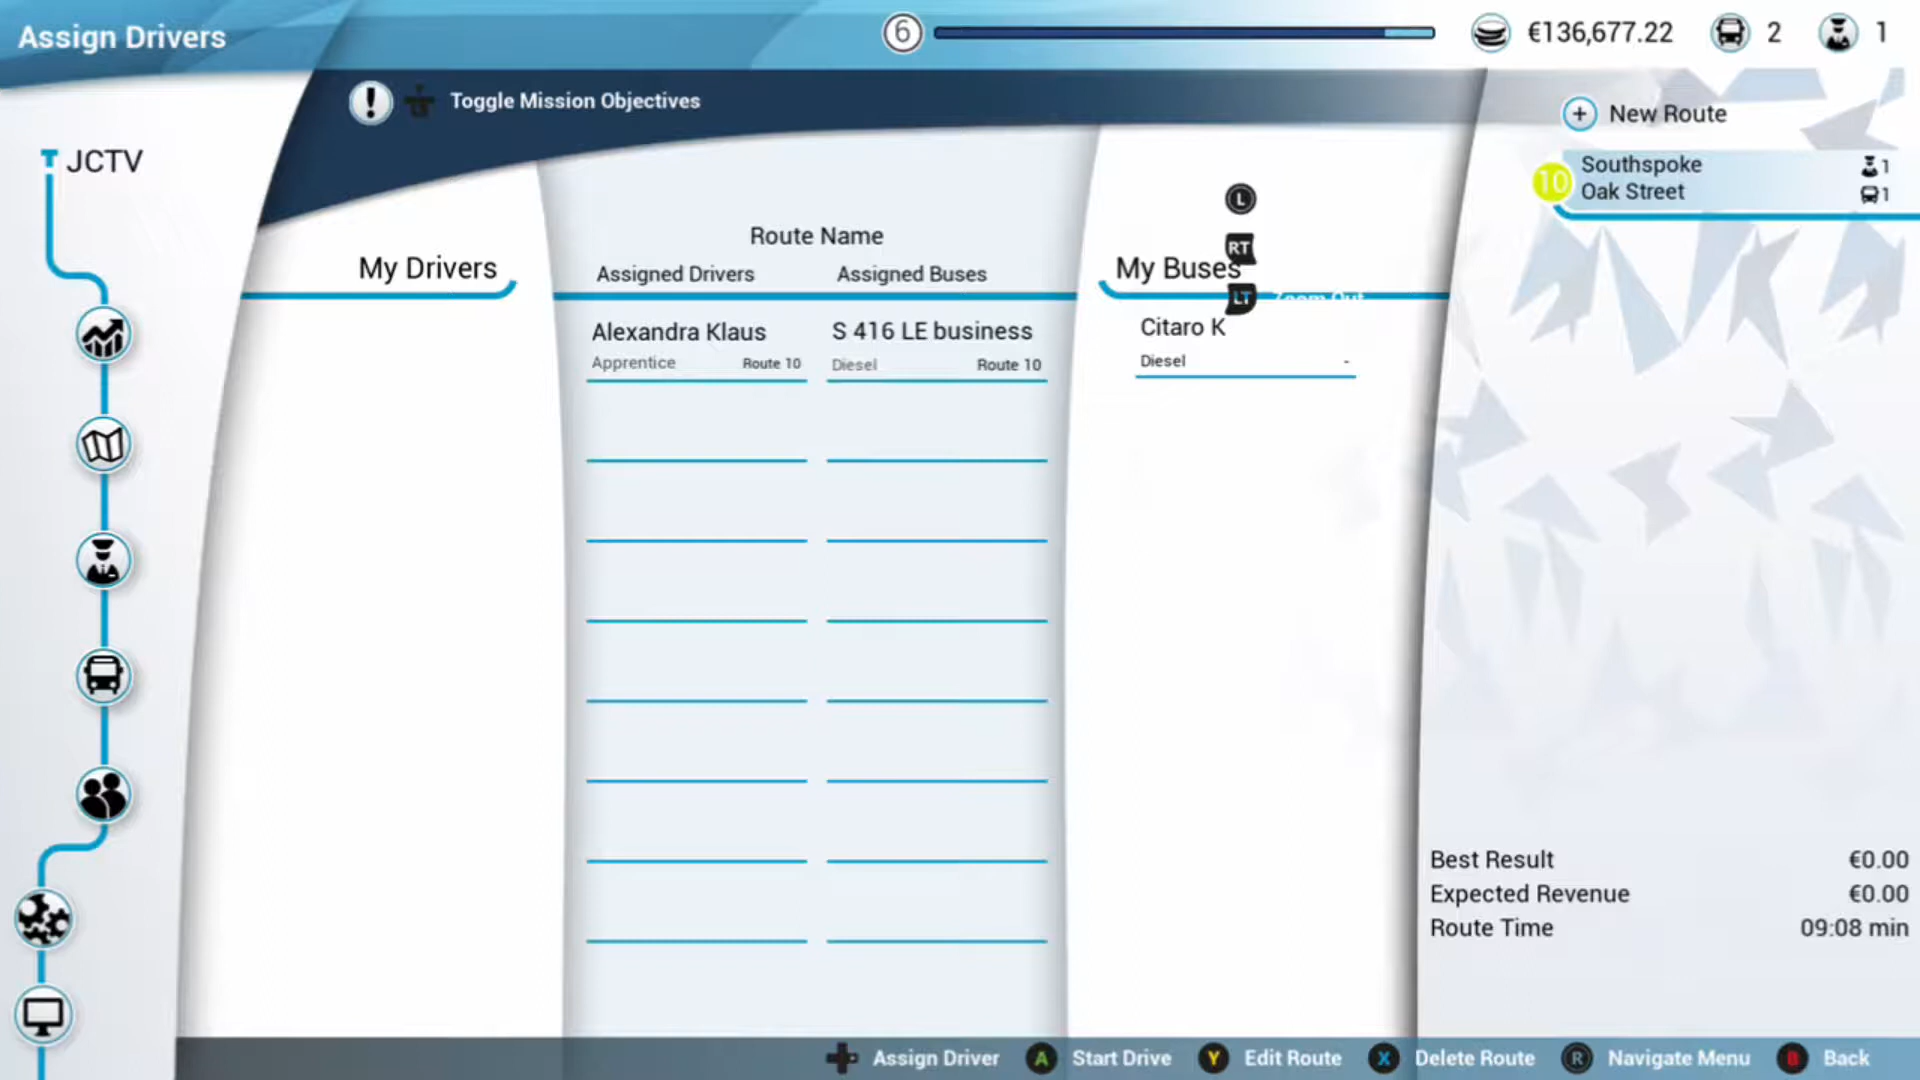 Assign Drivers
6
€136,677.22
2
1
Toggle Mission Objectives
New Route
JCTV
10
Southspoke
1
Oak Street
1
L
Route Name
RT
My Drivers
Assigned Drivers
Assigned Buses
My Buses
LT
Zoom Out
Alexandra Klaus
S 416 LE business
Citaro K
Apprentice
Route 10
Diesel
Route 10
Diesel
-
Best Result
€0.00
Expected Revenue
€0.00
Route Time
09:08 min
Assign Driver
A
Start Drive
Y
Edit Route
X
Delete Route
R
Navigate Menu
B
Back